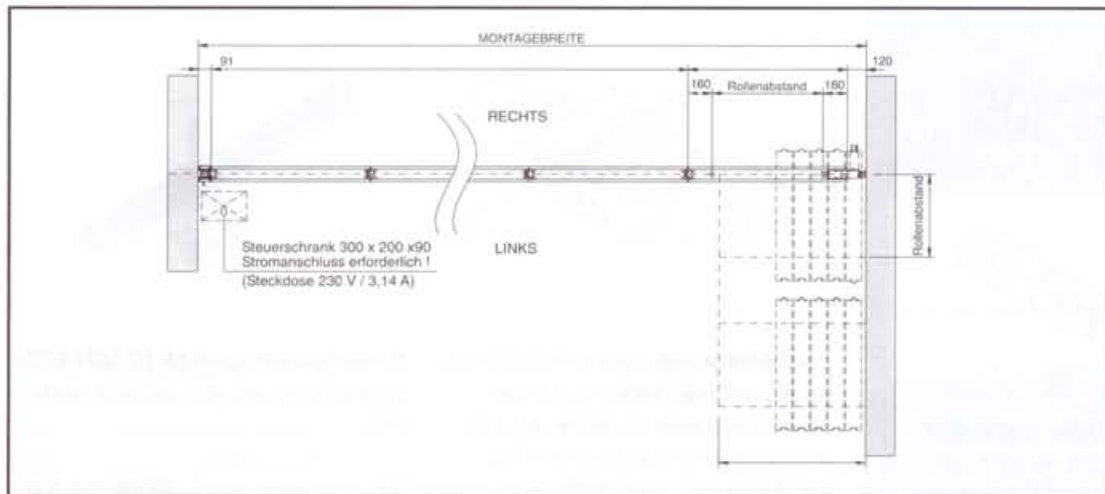 MONTAGEBREITE
91
120
160
Rollenabstand
160
RECHTS
Rollenabstand
LINKS
Steuerschrank 300 x 200 x90
Stromanschluss erforderlich !
(Steckdose 230 V / 3,14 A)